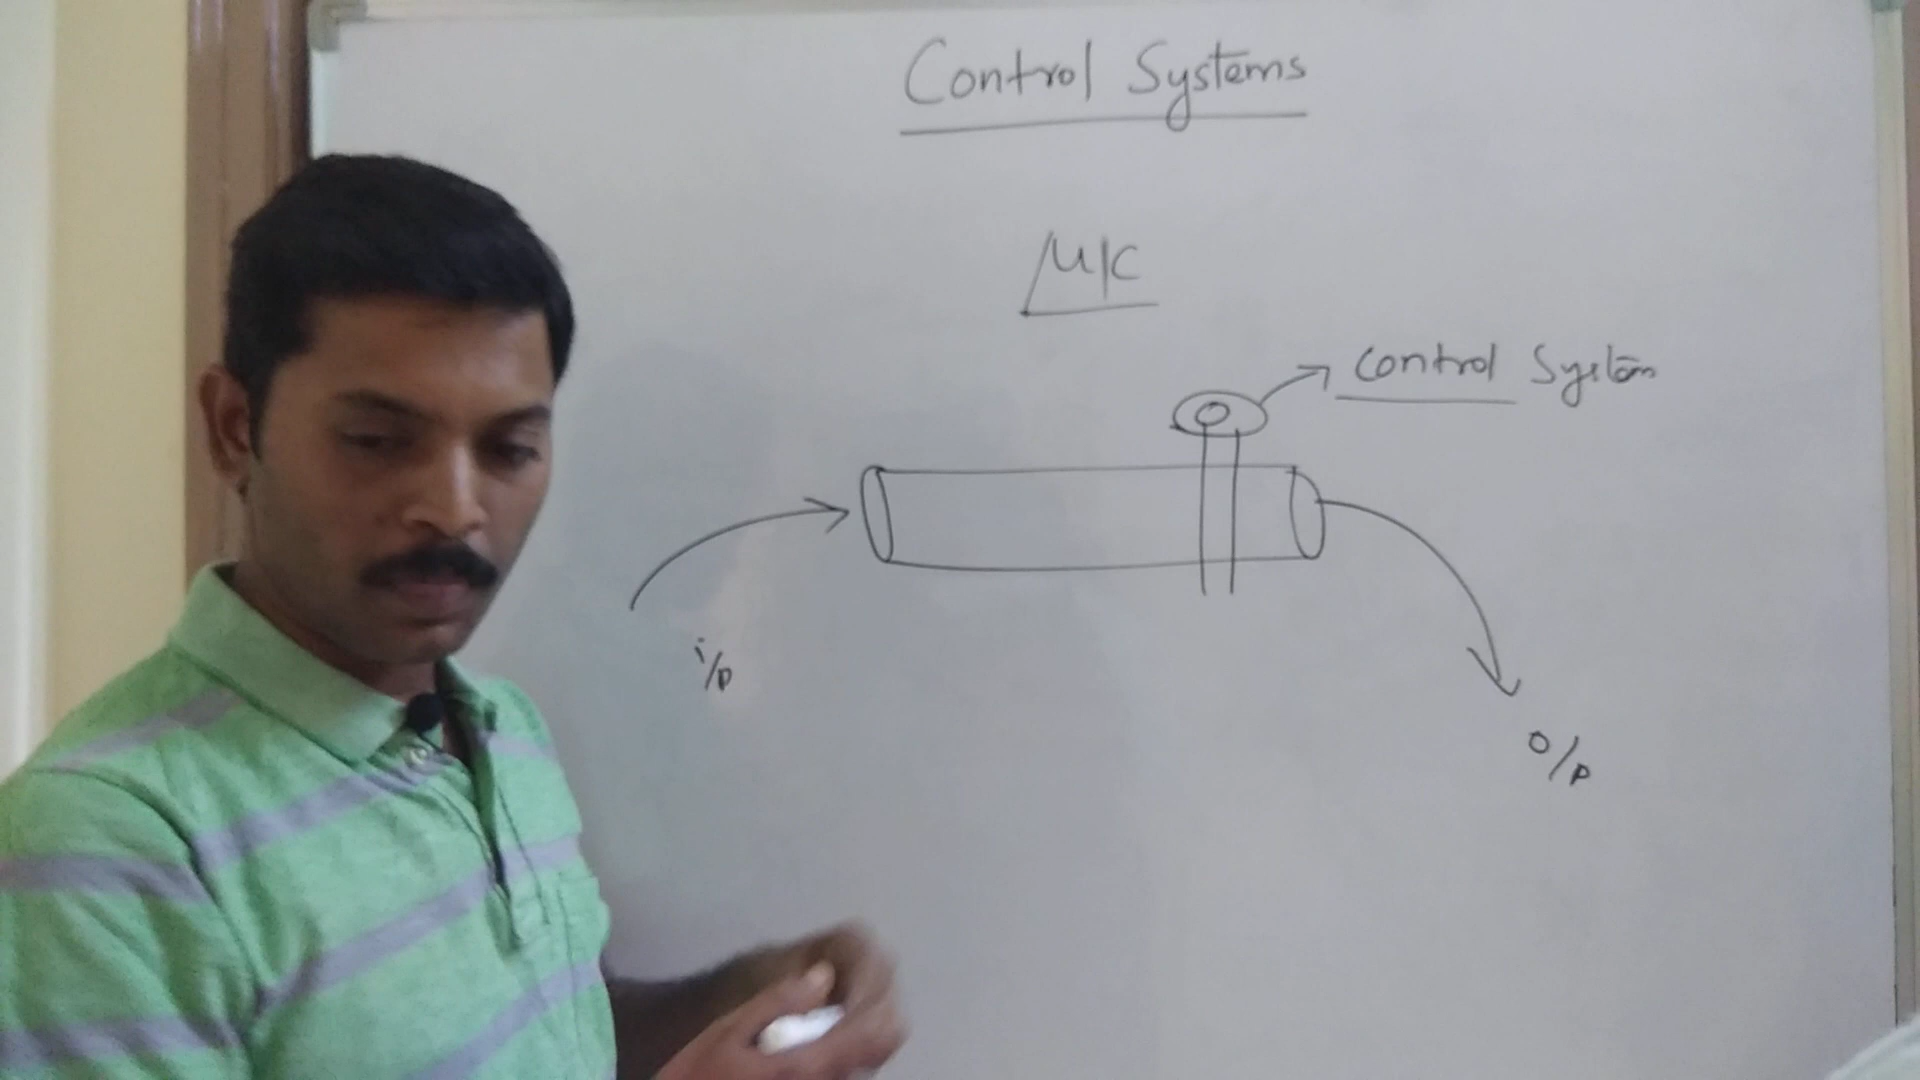 Control Systems
M/C
Control System
i/p
o/p